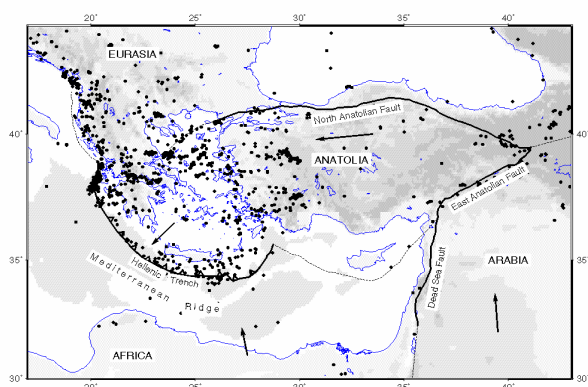 20˚ 25˚ 30˚ 35˚ 40˚
EURASIA
North Anatolian Fault
40˚ 40˚
ANATOLIA
East Anatolian Fault
35˚ 35˚
Hellenic Trench
Mediterranean Ridge
Dead Sea Fault
ARABIA
AFRICA
30˚ 30˚
20˚ 25˚ 30˚ 35˚ 40˚